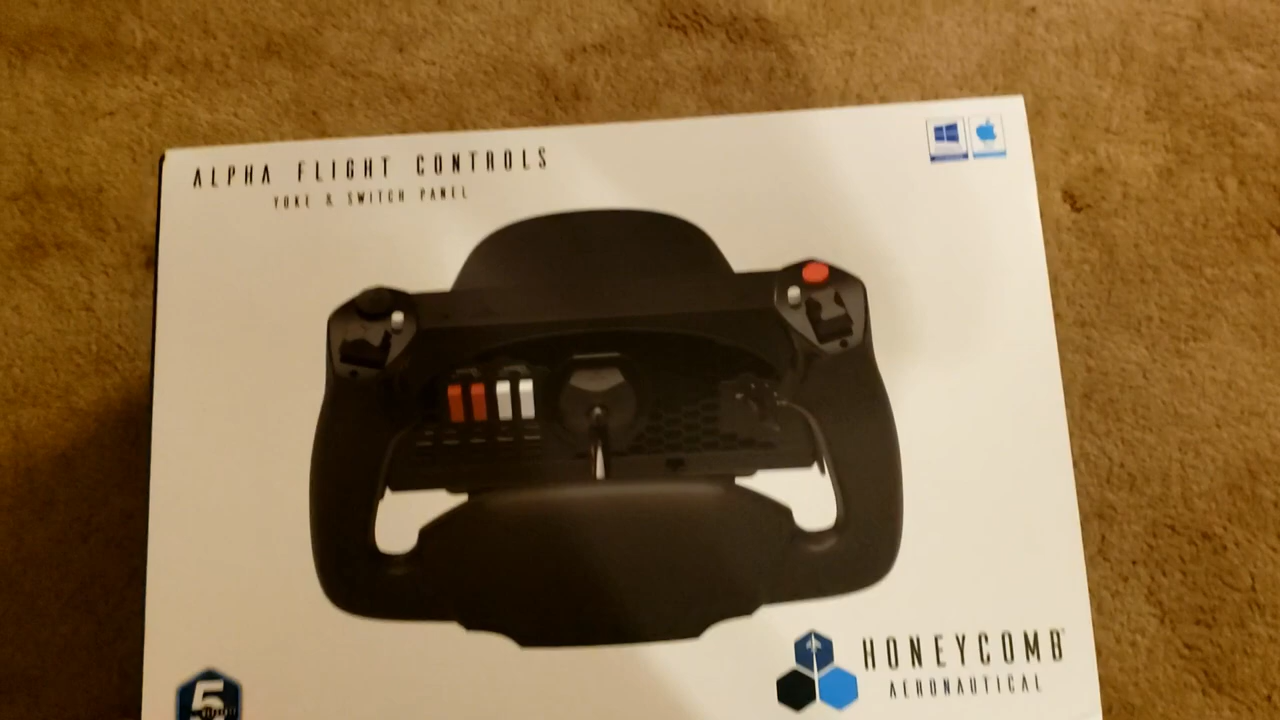 ALPHA FLIGHT CONTROLS
YOKE & SWITCH PANEL
HONEYCOMB
AERONAUTICAL
5